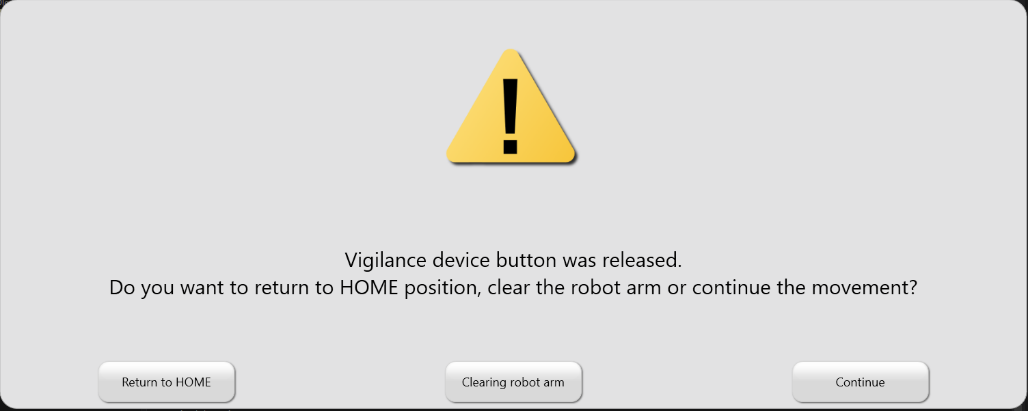 Vigilance device button was released.
Do you want to return to HOME position, clear the robot arm or continue the movement?
Return to HOME
Clearing robot arm
Continue